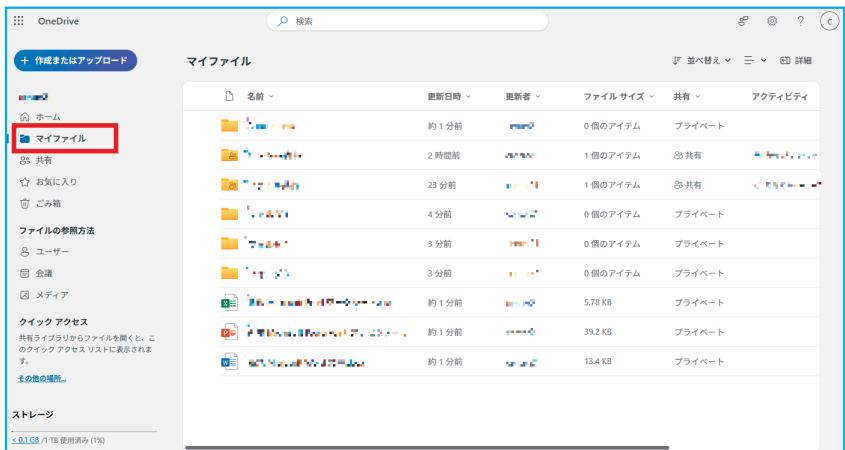 OneDrive
検索
?
C
+ 作成またはアップロード
マイファイル
並べ替え
詳細
ホーム
マイファイル
共有
お気に入り
ごみ箱
ファイルの参照方法
ユーザー
会議
メディア
クイック アクセス
共有ライブラリからファイルを開くと、こ
のクイック アクセス リストに表示されま
す。
その他の場所...
ストレージ
< 0.1 GB /1 TB 使用済み (1%)
名前 更新日時 更新者 ファイル サイズ 共有 アクティビティ
約 1 分前 0 個のアイテム プライベート
2 時間前 1 個のアイテム 共有
23 分前 1 個のアイテム 共有
4 分前 0 個のアイテム プライベート
3 分前 0 個のアイテム プライベート
3 分前 0 個のアイテム プライベート
約 1 分前 5.78 KB プライベート
約 1 分前 39.2 KB プライベート
約 1 分前 13.4 KB プライベート